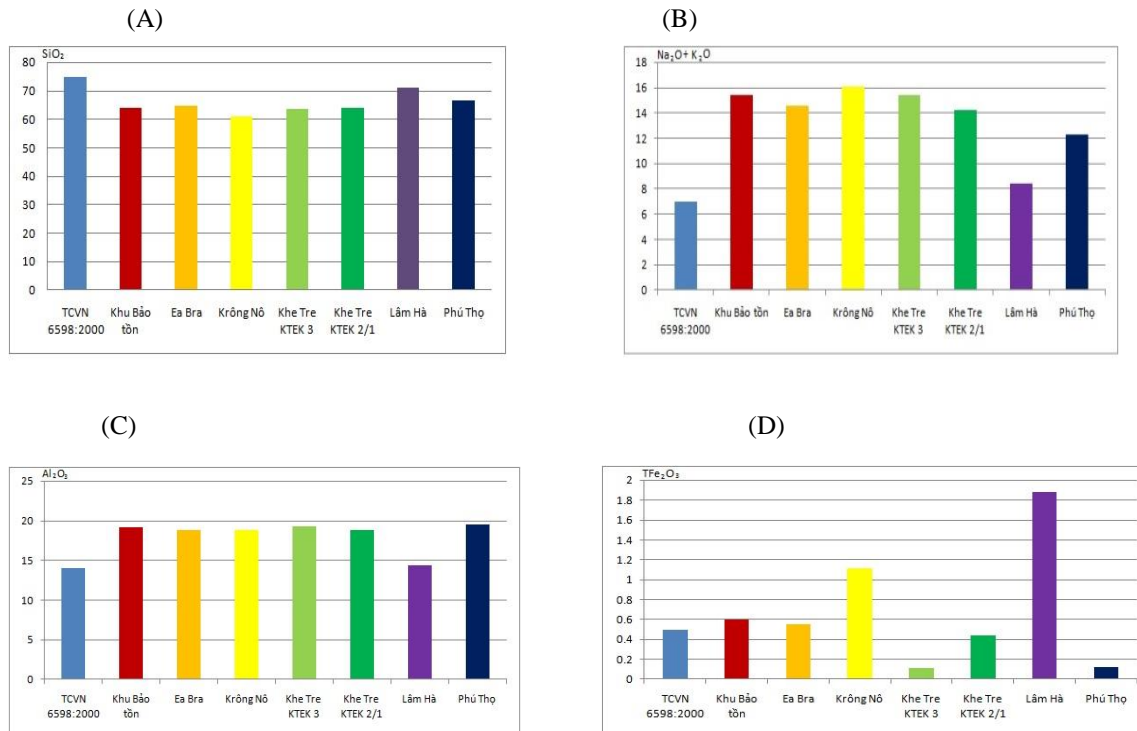 (A)
SiO₂
80
70
60
50
40
30
20
10
0
TCVN 6598:2000
Khu Bảo tồn
Ea Bra
Krông Nô
Khe Tre KTEK 3
Khe Tre KTEK 2/1
Lâm Hà
Phú Thọ
(B)
Na₂O+ K₂O
18
16
14
12
10
8
6
4
2
0
TCVN 6598:2000
Khu Bảo tồn
Ea Bra
Krông Nô
Khe Tre KTEK 3
Khe Tre KTEK 2/1
Lâm Hà
Phú Thọ
(C)
Al₂O₃
25
20
15
10
5
0
TCVN 6598:2000
Khu Bảo tồn
Ea Bra
Krông Nô
Khe Tre KTEK 3
Khe Tre KTEK 2/1
Lâm Hà
Phú Thọ
(D)
TFe₂O₃
2
1.8
1.6
1.4
1.2
1
0.8
0.6
0.4
0.2
0
TCVN 6598:2000
Khu Bảo tồn
Ea Bra
Krông Nô
Khe Tre KTEK 3
Khe Tre KTEK 2/1
Lâm Hà
Phú Thọ